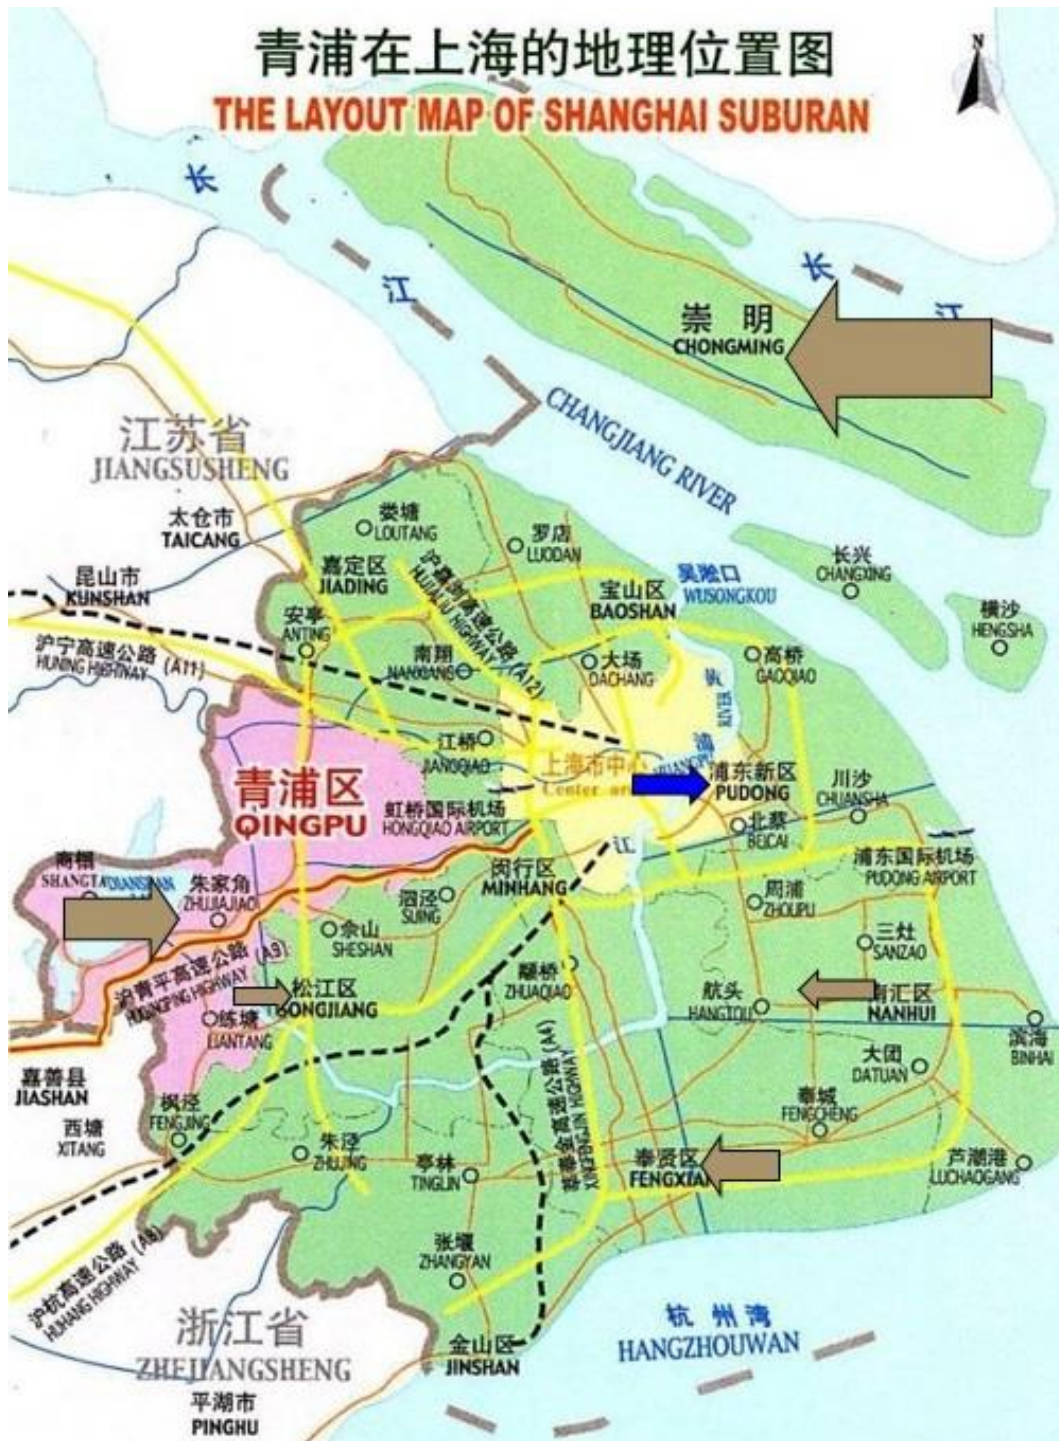 青浦在上海的地理位置图
THE LAYOUT MAP OF SHANGHAI SUBURAN
N
长
江
长
江
崇 明
CHONGMING
CHANGJIANG RIVER
江苏省
JIANGSUSHENG
太仓市
TAICANG
昆山市
KUNSHAN
娄塘
LOUTANG
罗店
LUODAN
嘉定区
JIADING
安亭
ANTING
宝山区
BAOSHAN
吴淞口
WUSONGKOU
长兴
CHANGXING
横沙
HENGSHA
沪宁高速公路 (A11)
南翔
NANXIANG
大场
DACHANG
高桥
GAOQIAO
RIVER
浦
江桥
JIANGQIAO
上海市中心
Center
青浦区
QINGPU
虹桥国际机场
HONGQIAO AIRPORT
浦东新区
PUDONG
川沙
CHUANSHA
北蔡
BEICAI
江
浦东国际机场
PUDONG AIRPORT
闵行区
MINHANG
朱家角
ZHUJIAJIAO
泗泾
SIJING
佘山
SHESHAN
周浦
ZHOUPU
三灶
SANZAO
沪青平高速公路 (A9)
松江区
颛桥
ZHUAQIAO
航头
HANGTOU
南汇区
NANHUI
滨海
BINHAI
练塘
LIANTANG
嘉善县
JIASHAN
西塘
XITANG
枫泾
FENGJING
朱泾
ZHUJING
亭林
TINGLIN
大团
DATUAN
奉城
FENGCHENG
奉贤区
芦潮港
LUCHAOGANG
张堰
ZHANGYAN
沪杭高速公路 (A8)
HUHANG HIGHWAY
浙江省
ZHEJIANGSHENG
金山区
JINSHAN
平湖市
PINGHU
杭 州 湾
HANGZHOUWAN